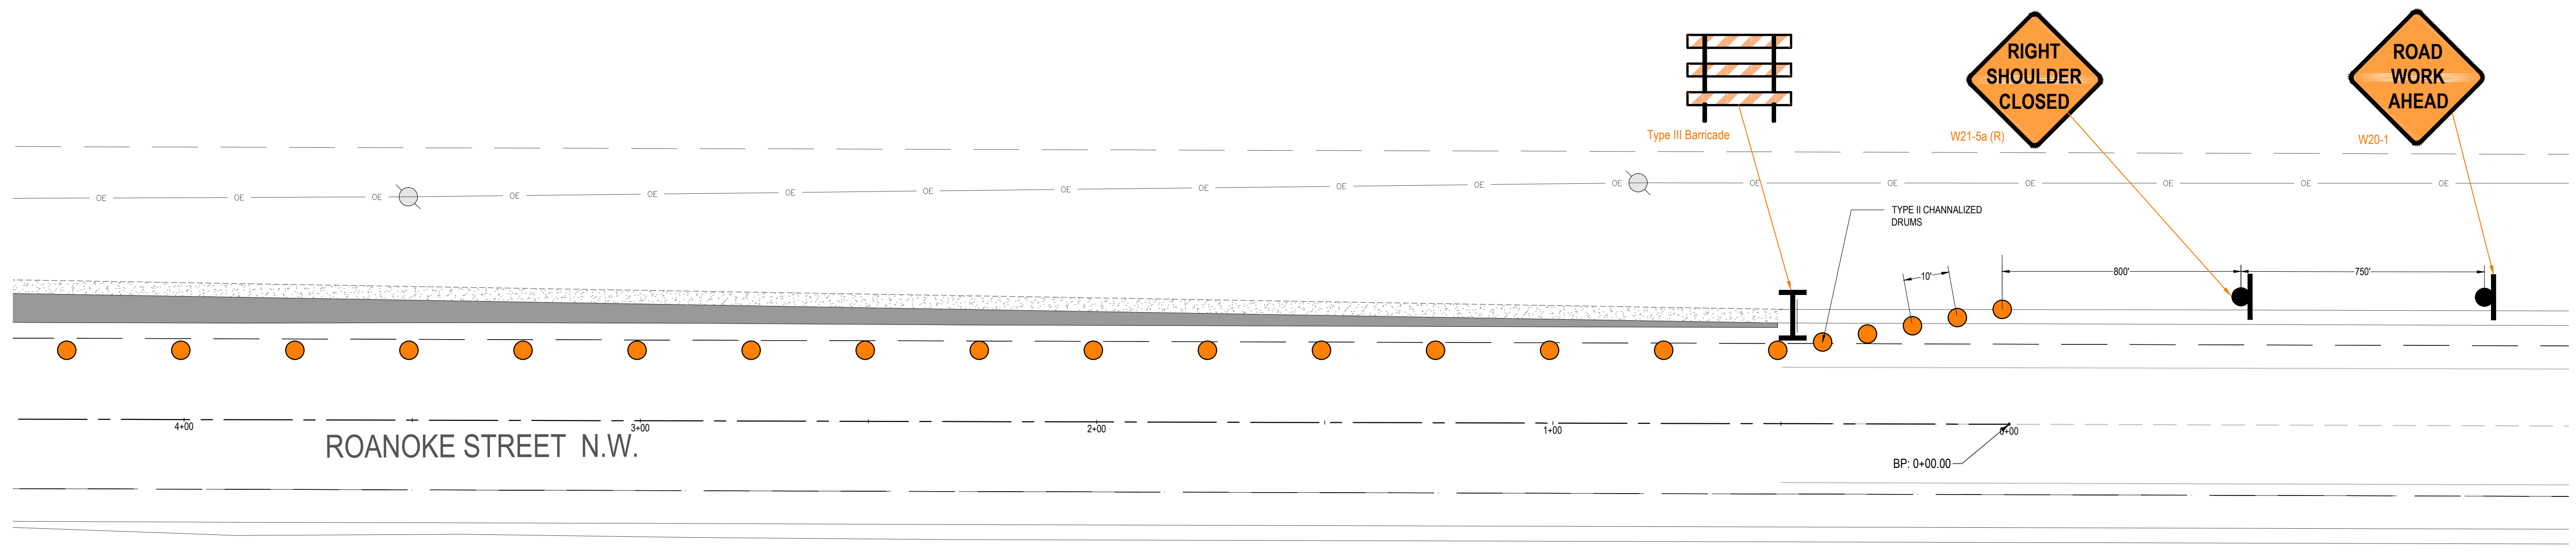 RIGHT
SHOULDER
CLOSED
ROAD
WORK
AHEAD
Type III Barricade
W21-5a (R)
W20-1
OE OE OE OE OE OE OE OE OE OE OE OE OE OE OE OE OE OE
TYPE II CHANNALIZED
DRUMS
10'
800'
750'
4+00
3+00
2+00
1+00
0+00
ROANOKE STREET N.W.
BP: 0+00.00